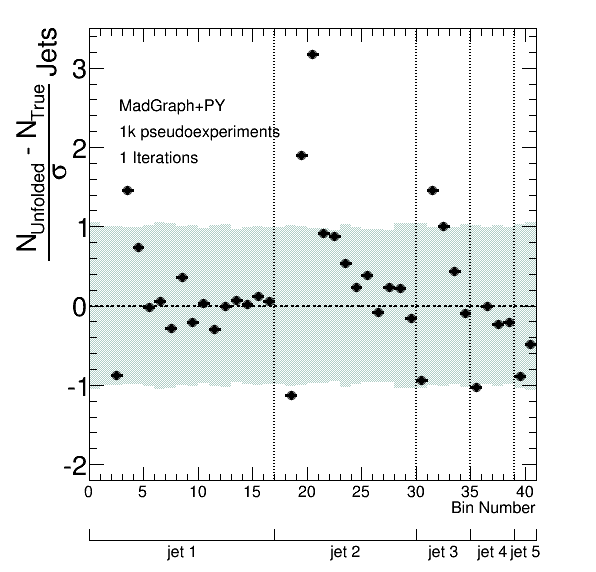 N_Unfolded - N_True Jets
σ
MadGraph+PY
1k pseudoexperiments
1 Iterations
3
2
1
0
-1
-2
0 5 10 15 20 25 30 35 40
Bin Number
jet 1 jet 2 jet 3 jet 4 jet 5